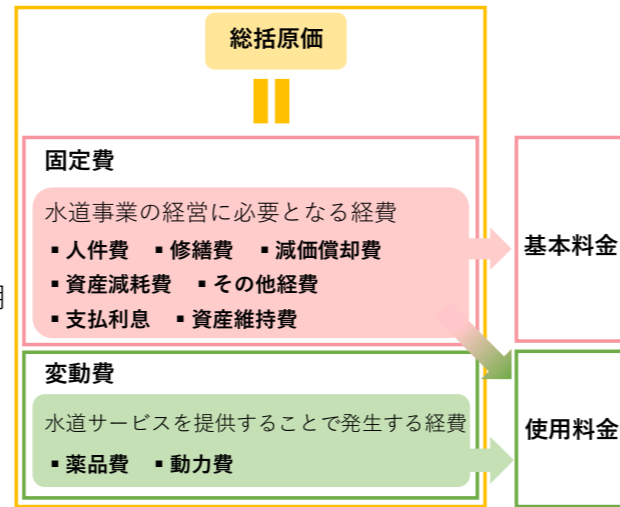 総括原価
固定費
水道事業の経営に必要となる経費
▪人件費 ▪修繕費 ▪減価償却費
▪資産減耗費 ▪その他経費
▪支払利息 ▪資産維持費
基本料金
変動費
水道サービスを提供することで発生する経費
▪薬品費 ▪動力費
使用料金